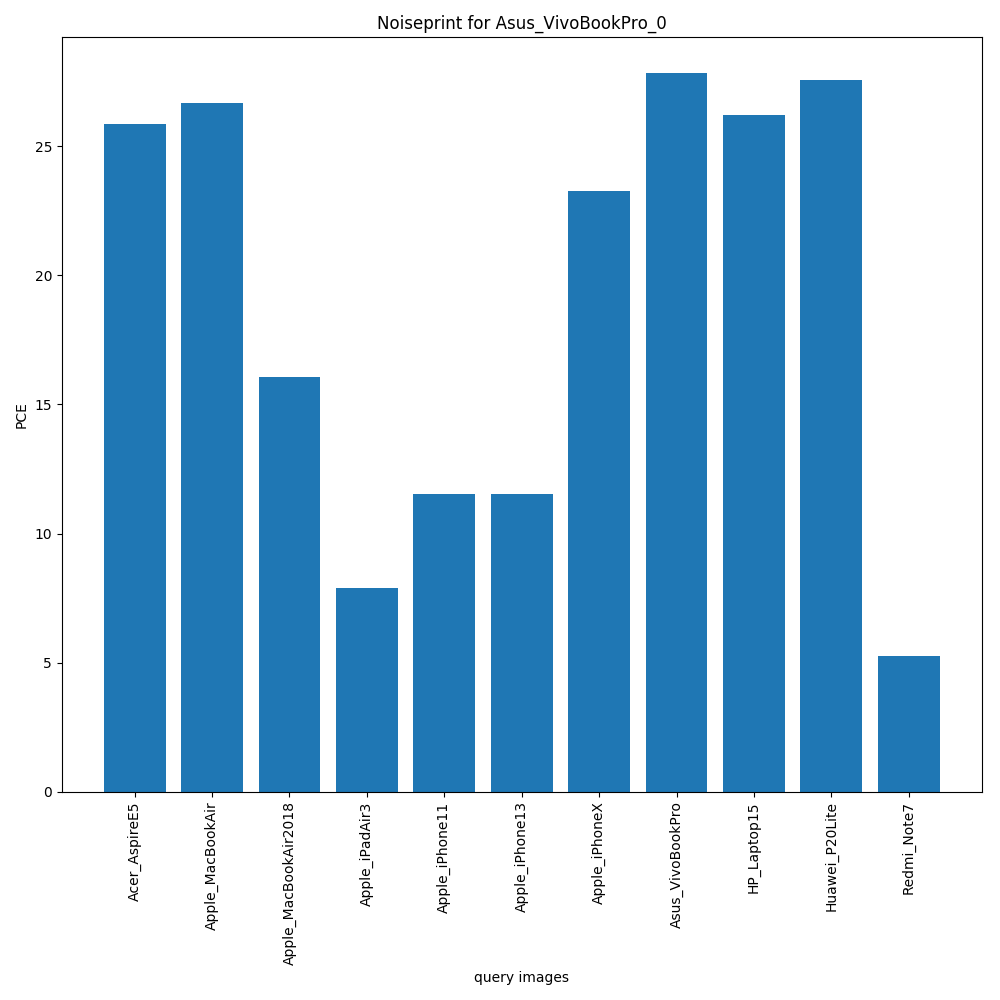 Noiseprint for Asus_VivoBookPro_0
PCE
25
20
15
10
5
0
Acer_AspireE5
Apple_MacBookAir
Apple_MacBookAir2018
Apple_iPadAir3
Apple_iPhone11
Apple_iPhone13
Apple_iPhoneX
Asus_VivoBookPro
HP_Laptop15
Huawei_P20Lite
Redmi_Note7
query images